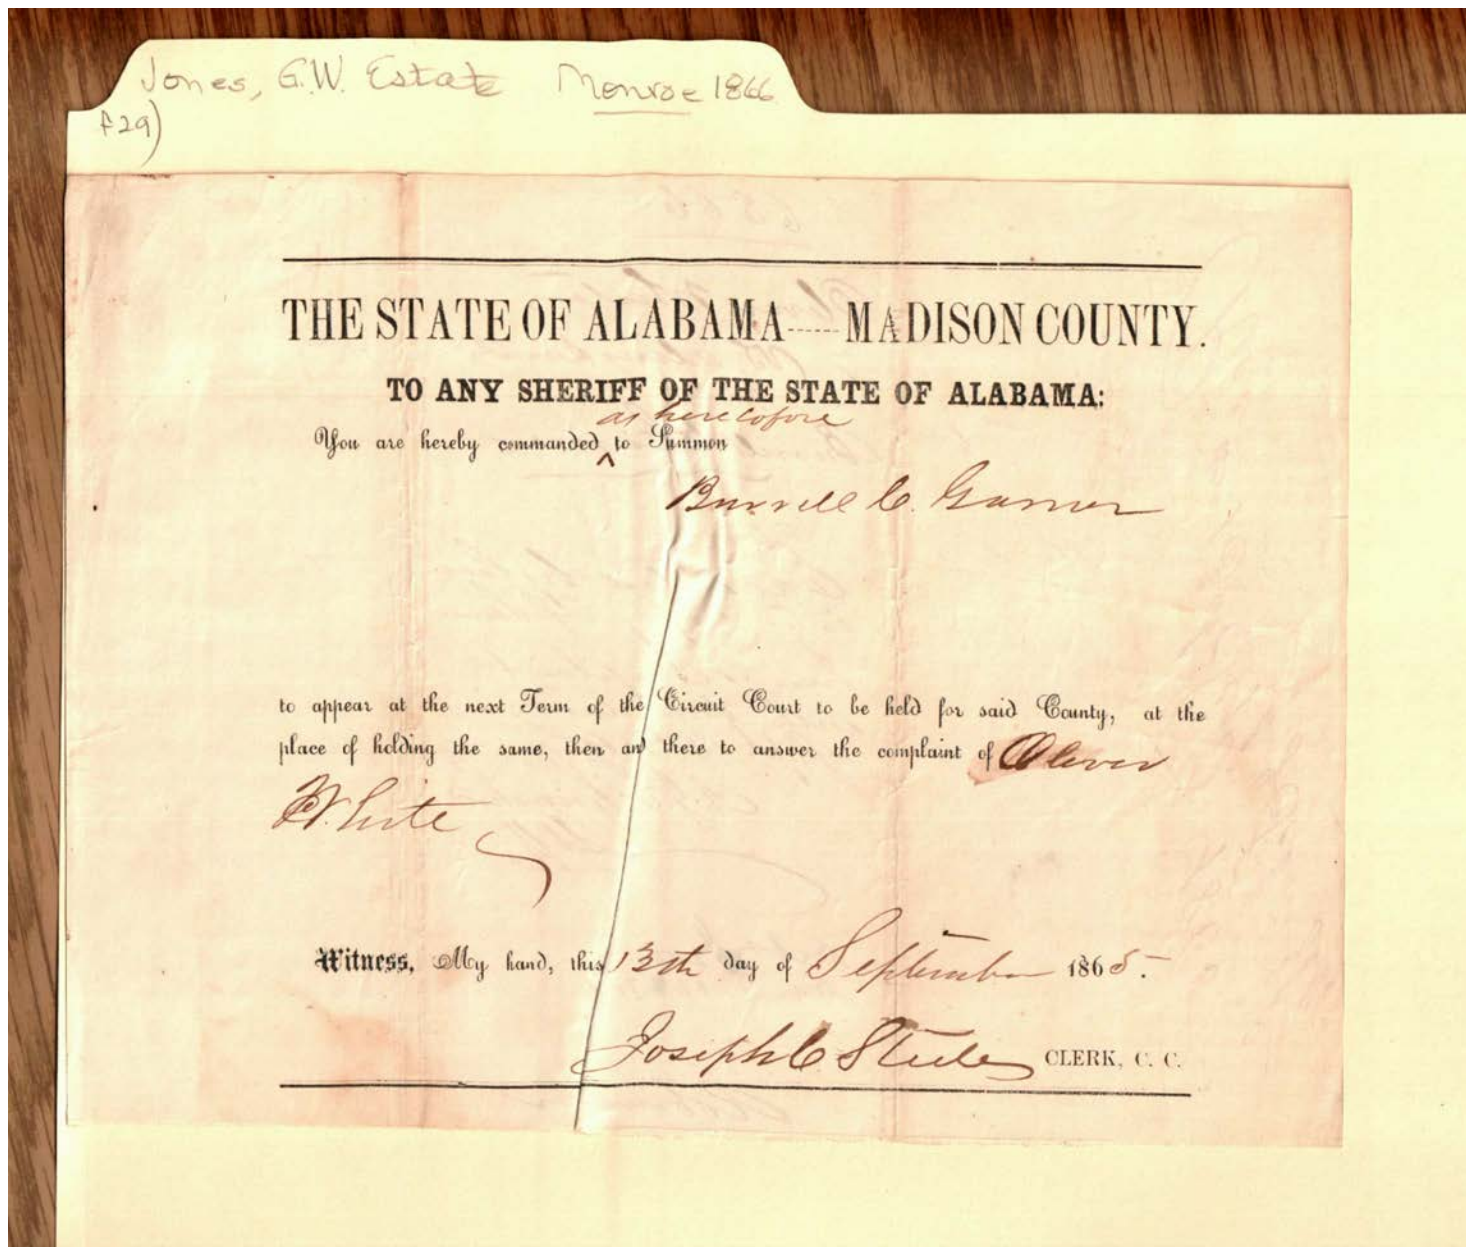 Jones, G.W. Estate Monroe 1866
f29)
THE STATE OF ALABAMA----MADISON COUNTY.
TO ANY SHERIFF OF THE STATE OF ALABAMA:
as heretofore
You are hereby commanded ^ to Summon
Burrell C. Garner
to appear at the next Term of the Circuit Court to be held for said County, at the
place of holding the same, then and there to answer the complaint of Oliver
White
Witness, My hand, this 13th day of September 1865.
Joseph C Steele CLERK, C. C.